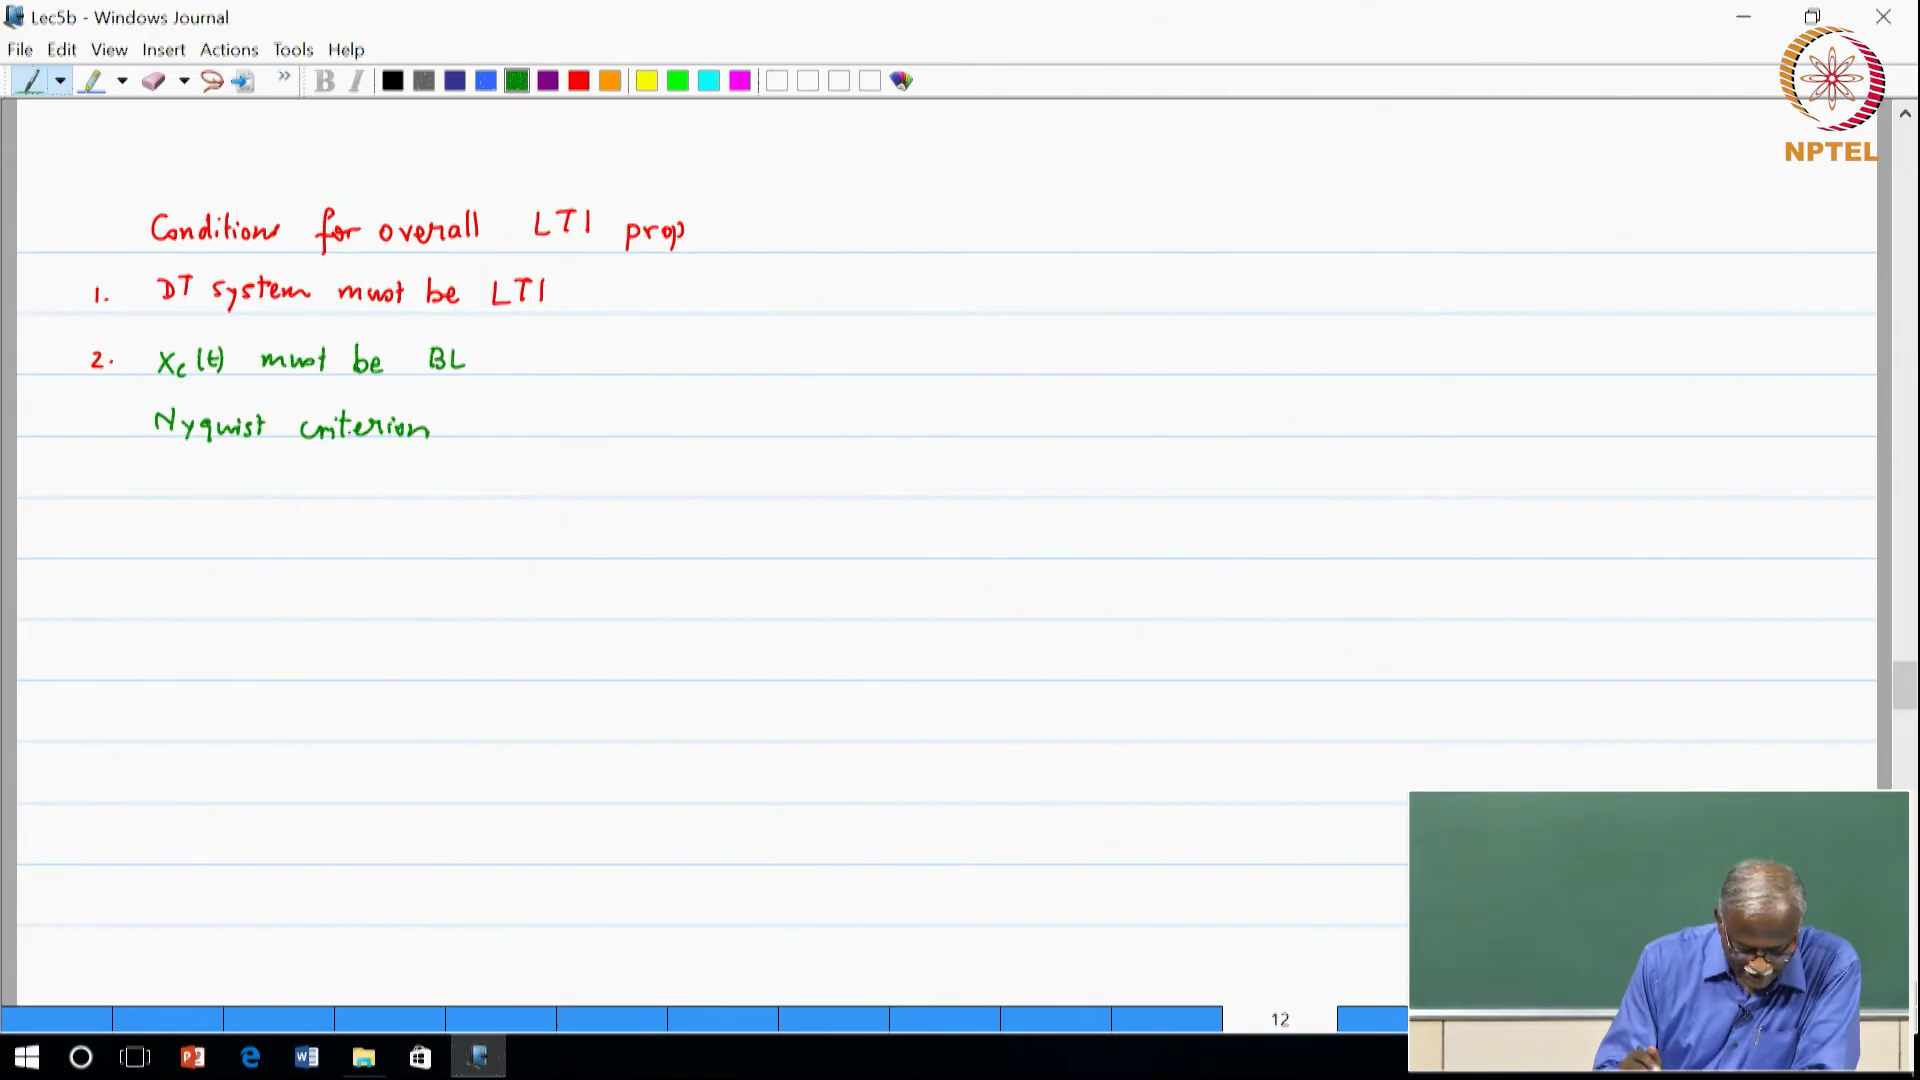 Lec5b - Windows Journal
File Edit View Insert Actions Tools Help
B I
NPTEL
Conditions for overall LTI prop
1. DT system must be LTI
2. xc(t) must be BL
Nyquist criterion
12